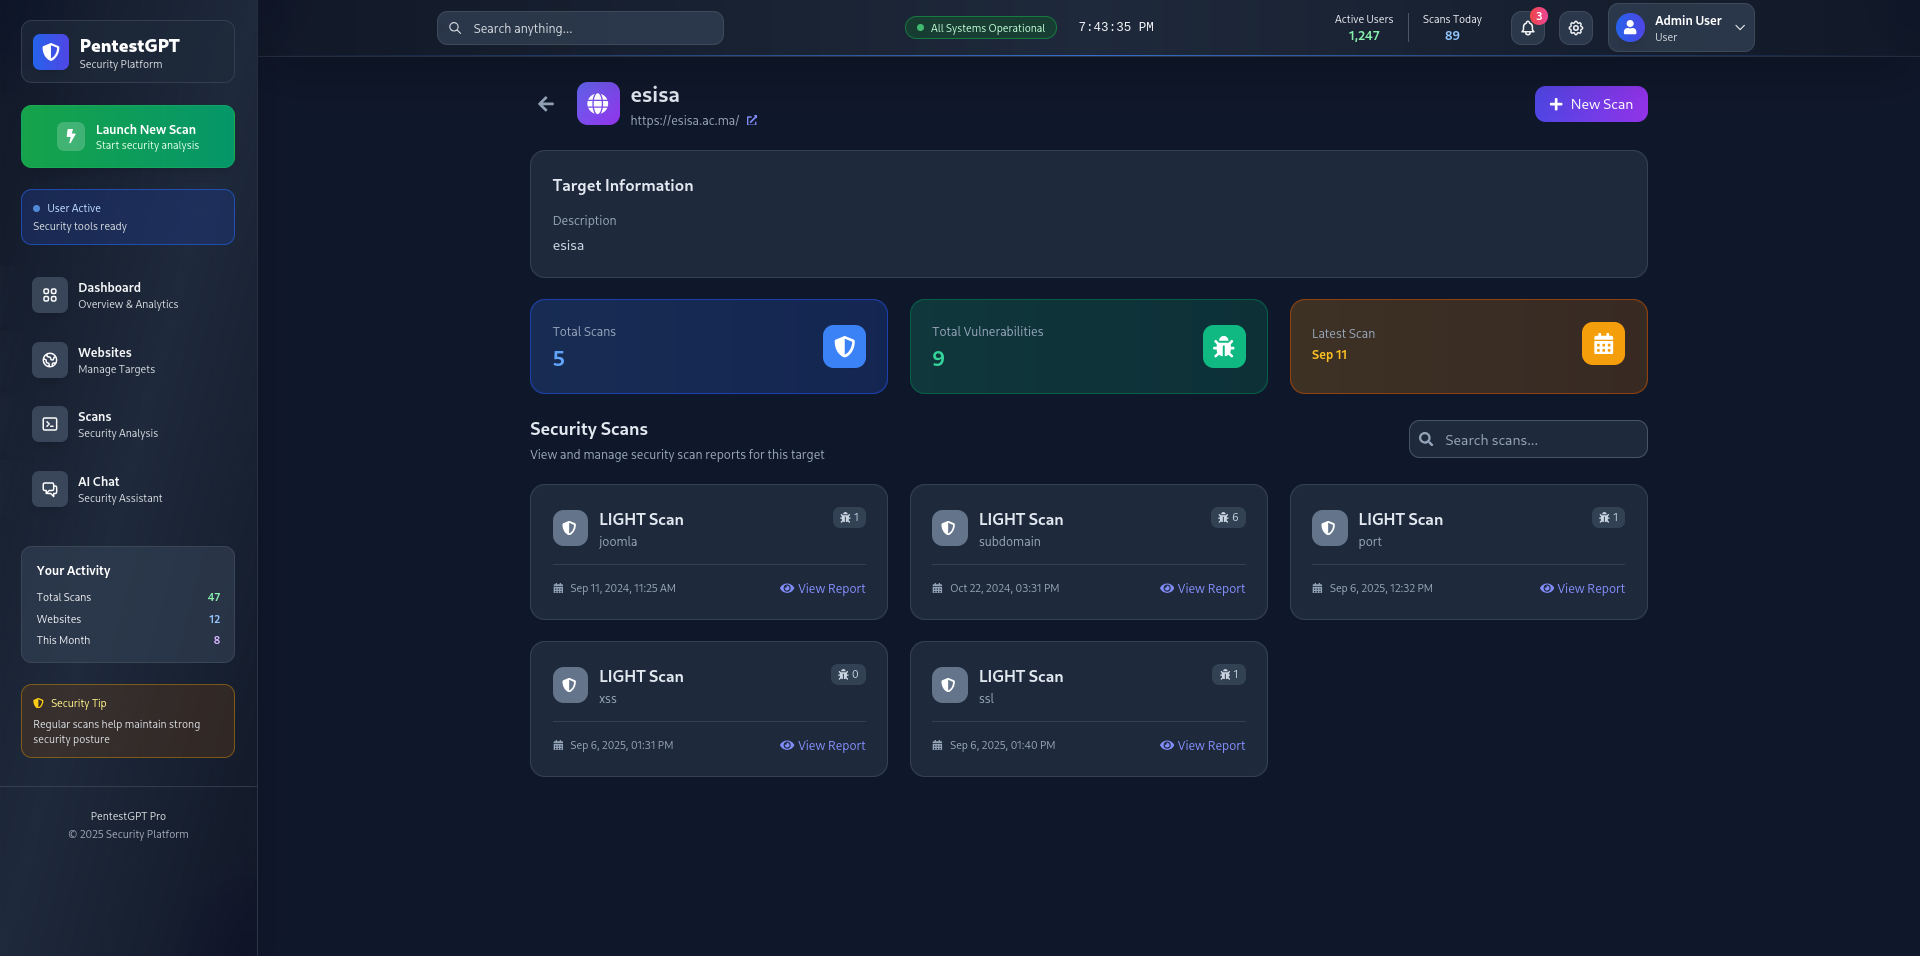 PentestGPT
Security Platform
Launch New Scan
Start security analysis
User Active
Security tools ready
Dashboard
Overview & Analytics
Websites
Manage Targets
Scans
Security Analysis
AI Chat
Security Assistant
Your Activity
Total Scans 47
Websites 12
This Month 8
Security Tip
Regular scans help maintain strong
security posture
PentestGPT Pro
© 2025 Security Platform
Search anything...
All Systems Operational
7:43:35 PM
Active Users
1,247
Scans Today
89
3
Admin User
User
esisa
https://esisa.ac.ma/
New Scan
Target Information
Description
esisa
Total Scans
5
Total Vulnerabilities
9
Latest Scan
Sep 11
Security Scans
View and manage security scan reports for this target
Search scans...
LIGHT Scan 1
joomla
Sep 11, 2024, 11:25 AM View Report
LIGHT Scan 6
subdomain
Oct 22, 2024, 03:31 PM View Report
LIGHT Scan 1
port
Sep 6, 2025, 12:32 PM View Report
LIGHT Scan 0
xss
Sep 6, 2025, 01:31 PM View Report
LIGHT Scan 1
ssl
Sep 6, 2025, 01:40 PM View Report